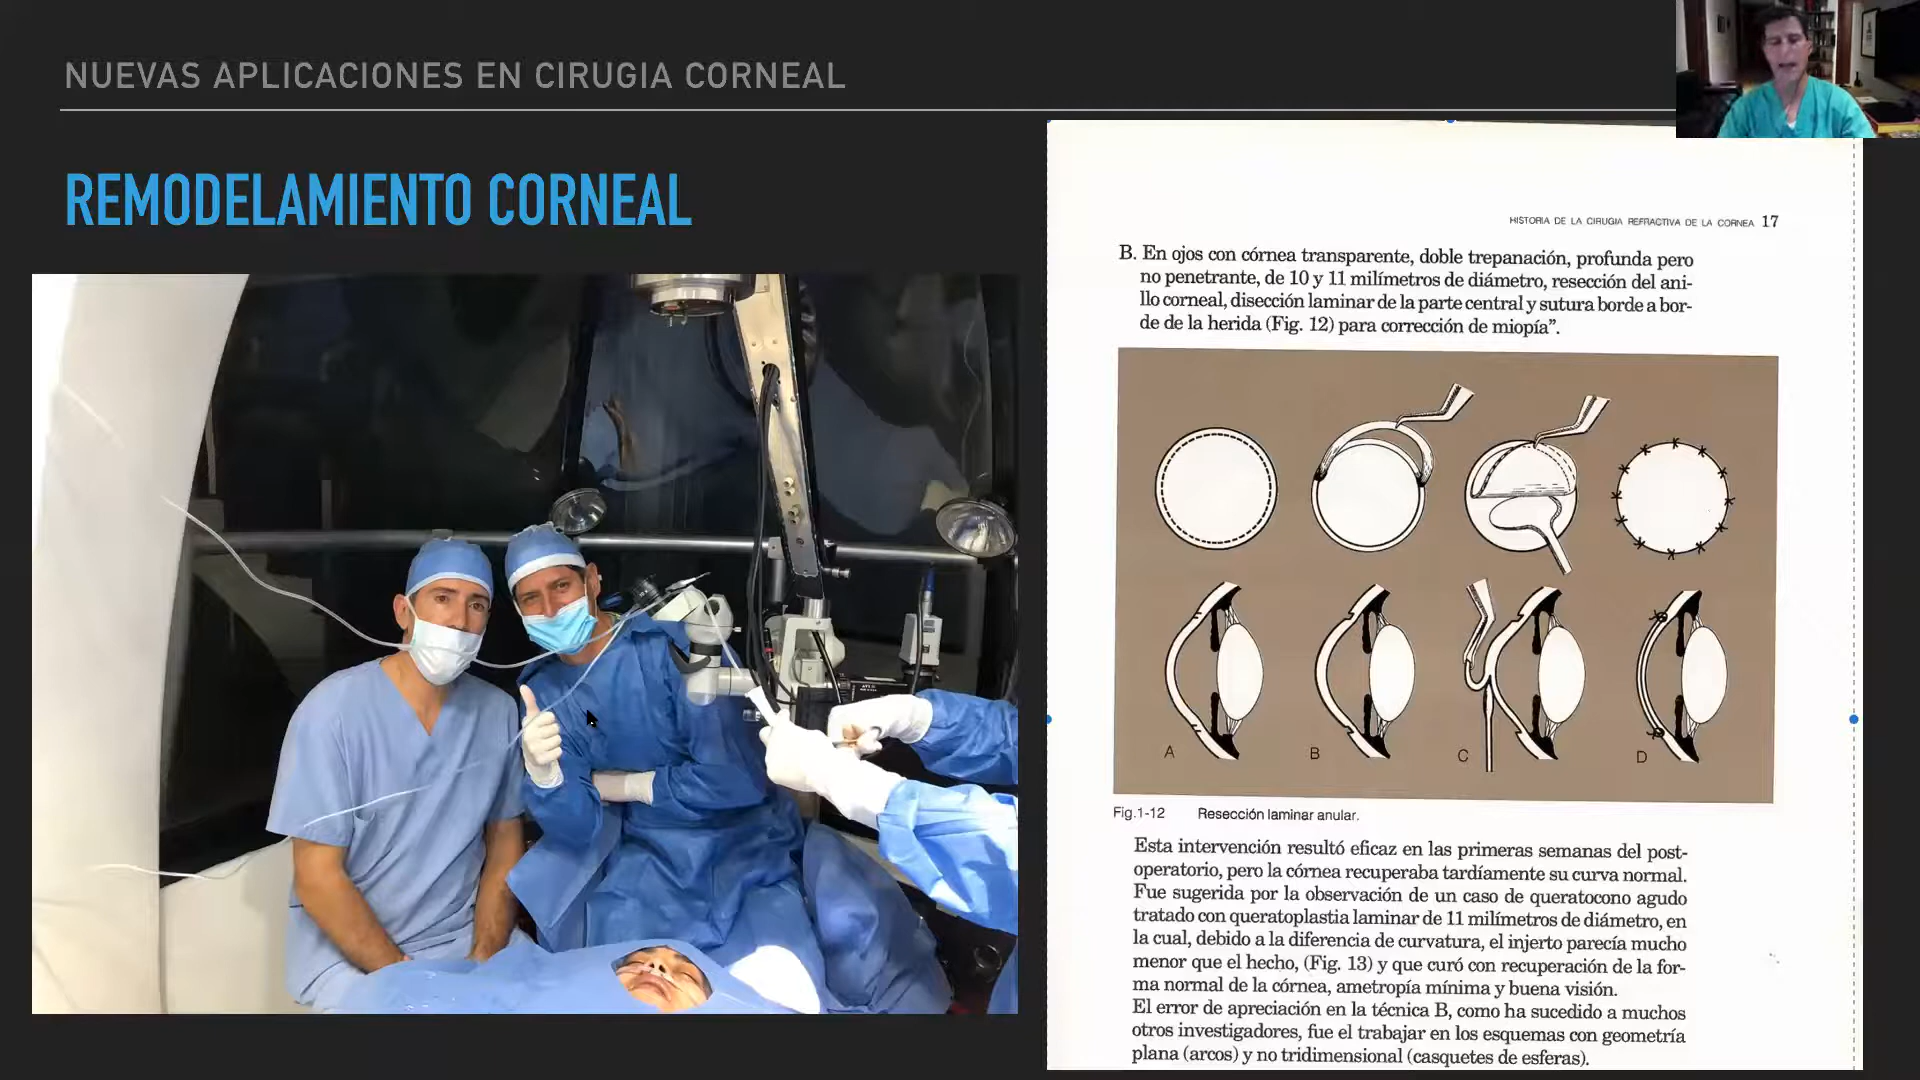 NUEVAS APLICACIONES EN CIRUGIA CORNEAL
REMODELAMIENTO CORNEAL
HISTORIA DE LA CIRUGIA REFRACTIVA DE LA CORNEA 17
B. En ojos con córnea transparente, doble trepanación, profunda pero
no penetrante, de 10 y 11 milímetros de diámetro, resección del ani-
llo corneal, disección laminar de la parte central y sutura borde a bor-
de de la herida (Fig. 12) para corrección de miopía”.
A B C D
Fig.1-12 Resección laminar anular.
Esta intervención resultó eficaz en las primeras semanas del post-
operatorio, pero la córnea recuperaba tardíamente su curva normal.
Fue sugerida por la observación de un caso de queratocono agudo
tratado con queratoplastia laminar de 11 milímetros de diámetro, en
la cual, debido a la diferencia de curvatura, el injerto parecía mucho
menor que el hecho, (Fig. 13) y que curó con recuperación de la for-
ma normal de la córnea, ametropía mínima y buena visión.
El error de apreciación en la técnica B, como ha sucedido a muchos
otros investigadores, fue el trabajar en los esquemas con geometría
plana (arcos) y no tridimensional (casquetes de esferas).